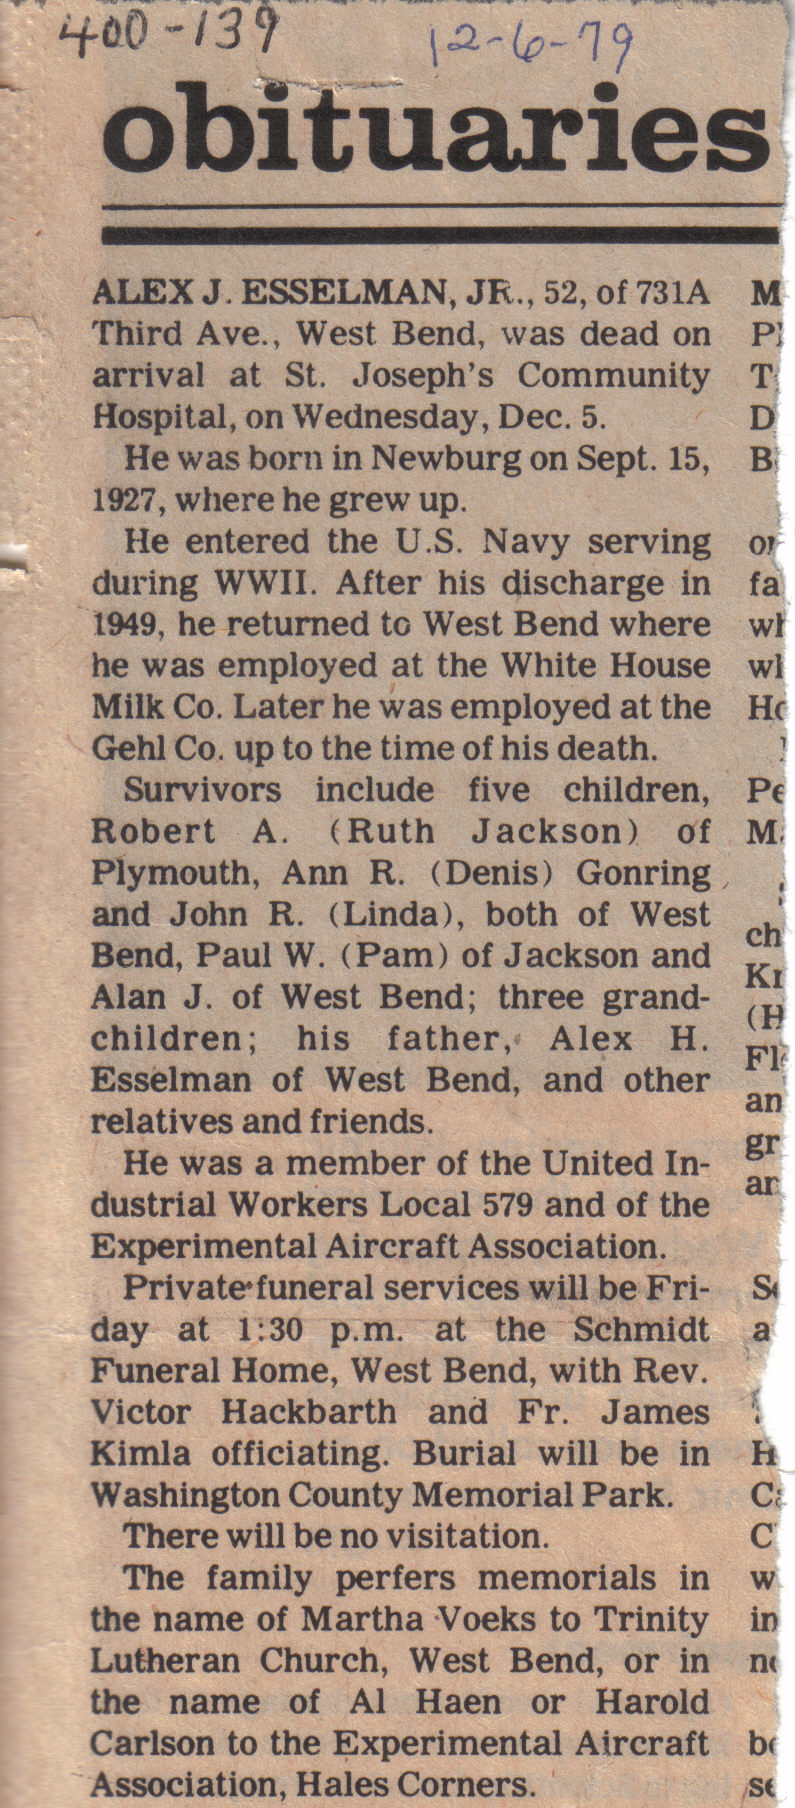 400-139
12-6-79
obituaries
ALEX J. ESSELMAN, JR., 52, of 731A
Third Ave., West Bend, was dead on
arrival at St. Joseph's Community
Hospital, on Wednesday, Dec. 5.
He was born in Newburg on Sept. 15,
1927, where he grew up.
He entered the U.S. Navy serving
during WWII. After his discharge in
1949, he returned to West Bend where
he was employed at the White House
Milk Co. Later he was employed at the
Gehl Co. up to the time of his death.
Survivors include five children,
Robert A. (Ruth Jackson) of
Plymouth, Ann R. (Denis) Gonring
and John R. (Linda), both of West
Bend, Paul W. (Pam) of Jackson and
Alan J. of West Bend; three grand-
children; his father, Alex H.
Esselman of West Bend, and other
relatives and friends.
He was a member of the United In-
dustrial Workers Local 579 and of the
Experimental Aircraft Association.
Private funeral services will be Fri-
day at 1:30 p.m. at the Schmidt
Funeral Home, West Bend, with Rev.
Victor Hackbarth and Fr. James
Kimla officiating. Burial will be in
Washington County Memorial Park.
There will be no visitation.
The family perfers memorials in
the name of Martha Voeks to Trinity
Lutheran Church, West Bend, or in
the name of Al Haen or Harold
Carlson to the Experimental Aircraft
Association, Hales Corners.